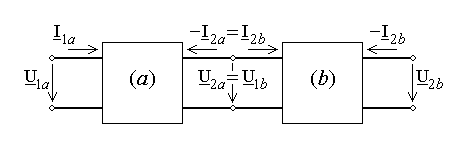 I₁ₐ −I₂ₐ=I₂b −I₂b
U₁ₐ (a) U₂ₐ=U₁b (b) U₂b